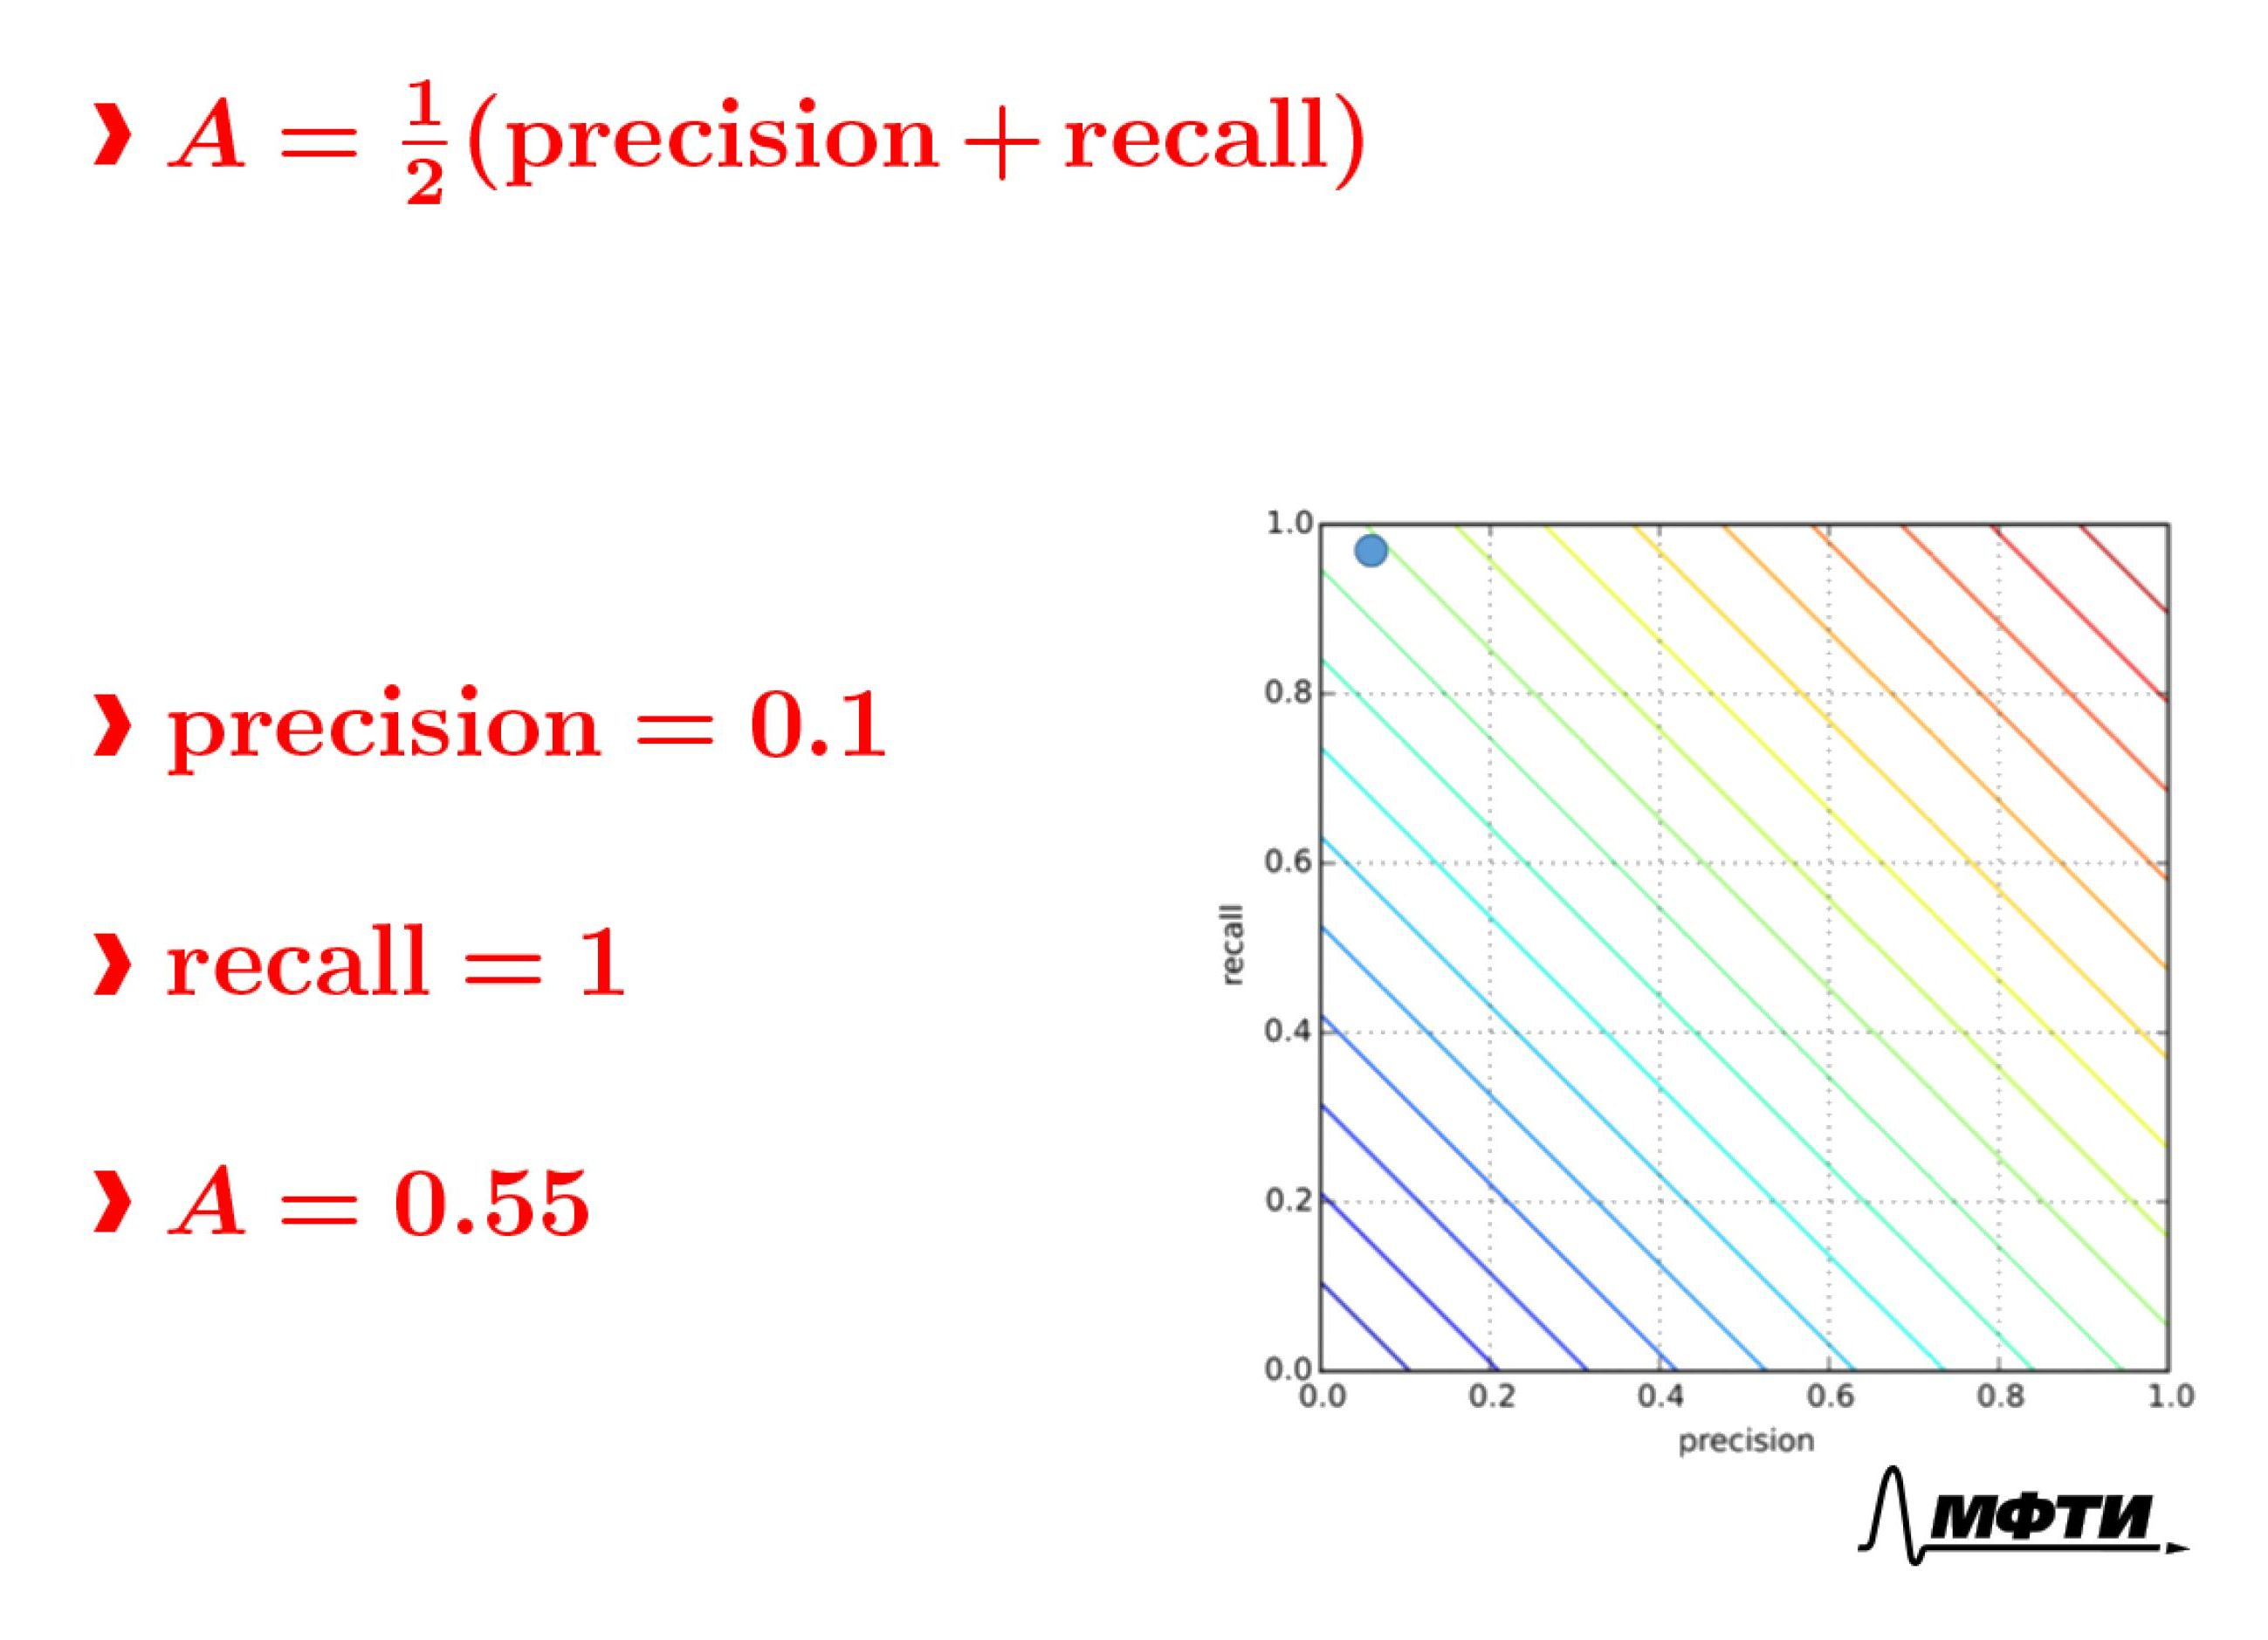 ❱ A = 1/2(precision + recall)
❱ precision = 0.1
❱ recall = 1
❱ A = 0.55
1.0
0.8
0.6
0.4
0.2
0.0
recall
0.0 0.2 0.4 0.6 0.8 1.0
precision
МФТИ